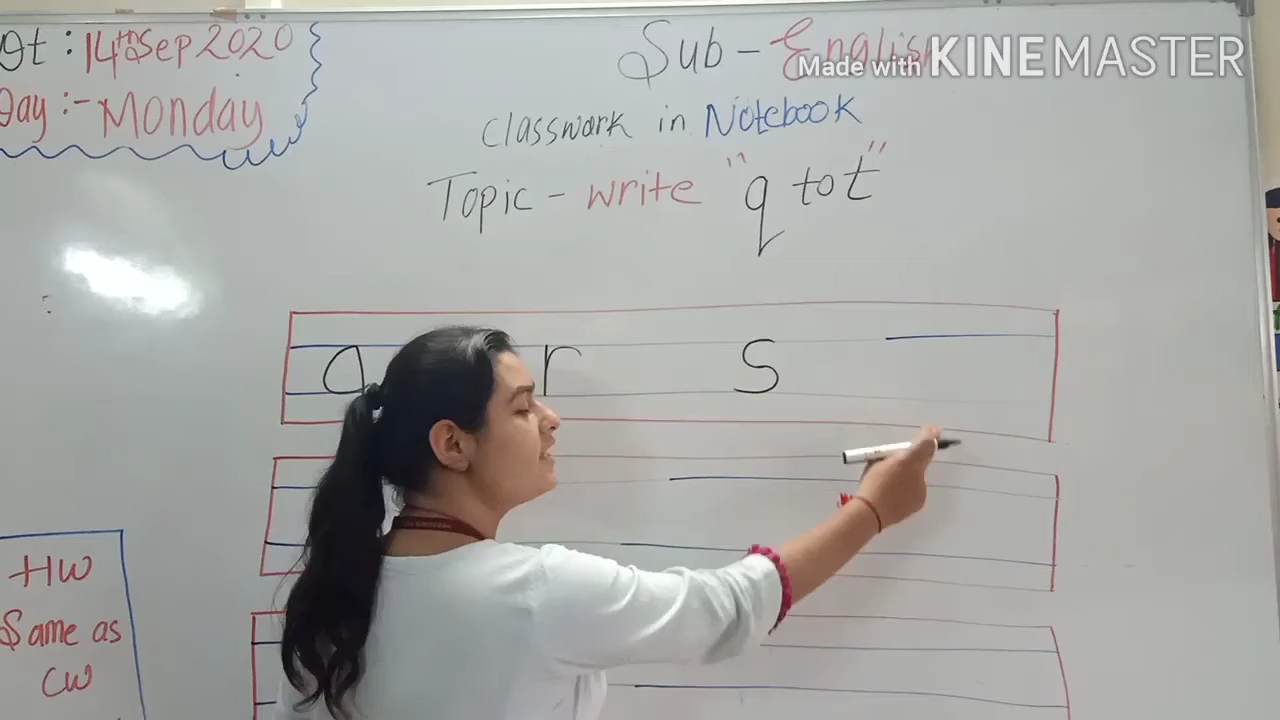 Dt : 14th Sep 2020
Day :- Monday
Sub - English
Made with KINEMASTER
Classwork in Notebook
Topic - write "q to t"
r s
HW
Same as
CW